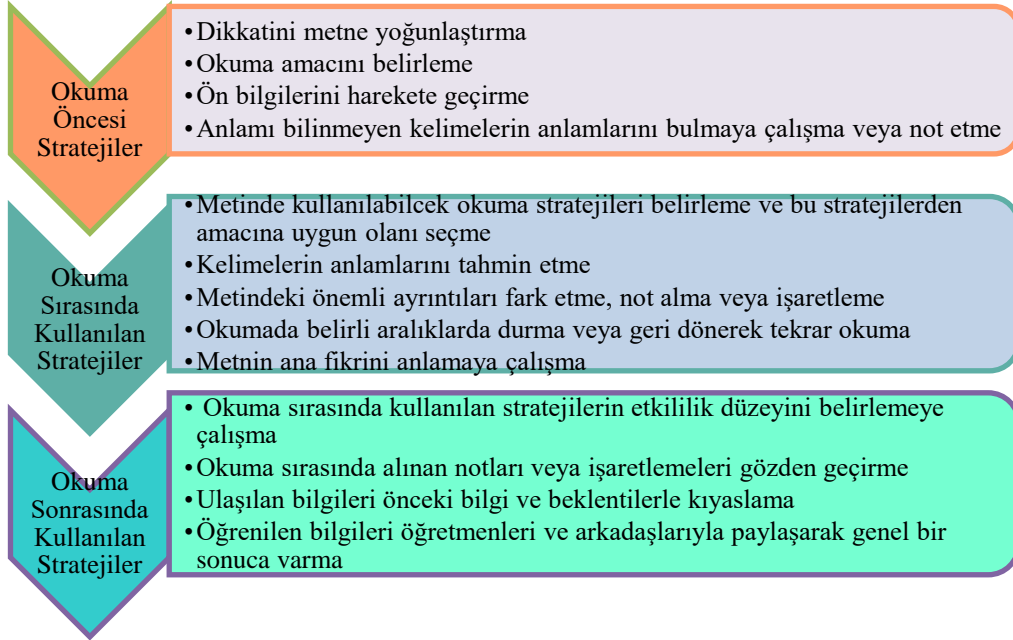 Okuma
Öncesi
Stratejiler
•Dikkatini metne yoğunlaştırma
•Okuma amacını belirleme
•Ön bilgilerini harekete geçirme
•Anlamı bilinmeyen kelimelerin anlamlarını bulmaya çalışma veya not etme
Okuma
Sırasında
Kullanılan
Stratejiler
•Metinde kullanılabilcek okuma stratejileri belirleme ve bu stratejilerden
amacına uygun olanı seçme
•Kelimelerin anlamlarını tahmin etme
•Metindeki önemli ayrıntıları fark etme, not alma veya işaretleme
•Okumada belirli aralıklarda durma veya geri dönerek tekrar okuma
•Metnin ana fikrini anlamaya çalışma
Okuma
Sonrasında
Kullanılan
Stratejiler
• Okuma sırasında kullanılan stratejilerin etkililik düzeyini belirlemeye
çalışma
•Okuma sırasında alınan notları veya işaretlemeleri gözden geçirme
•Ulaşılan bilgileri önceki bilgi ve beklentilerle kıyaslama
•Öğrenilen bilgileri öğretmenleri ve arkadaşlarıyla paylaşarak genel bir
sonuca varma